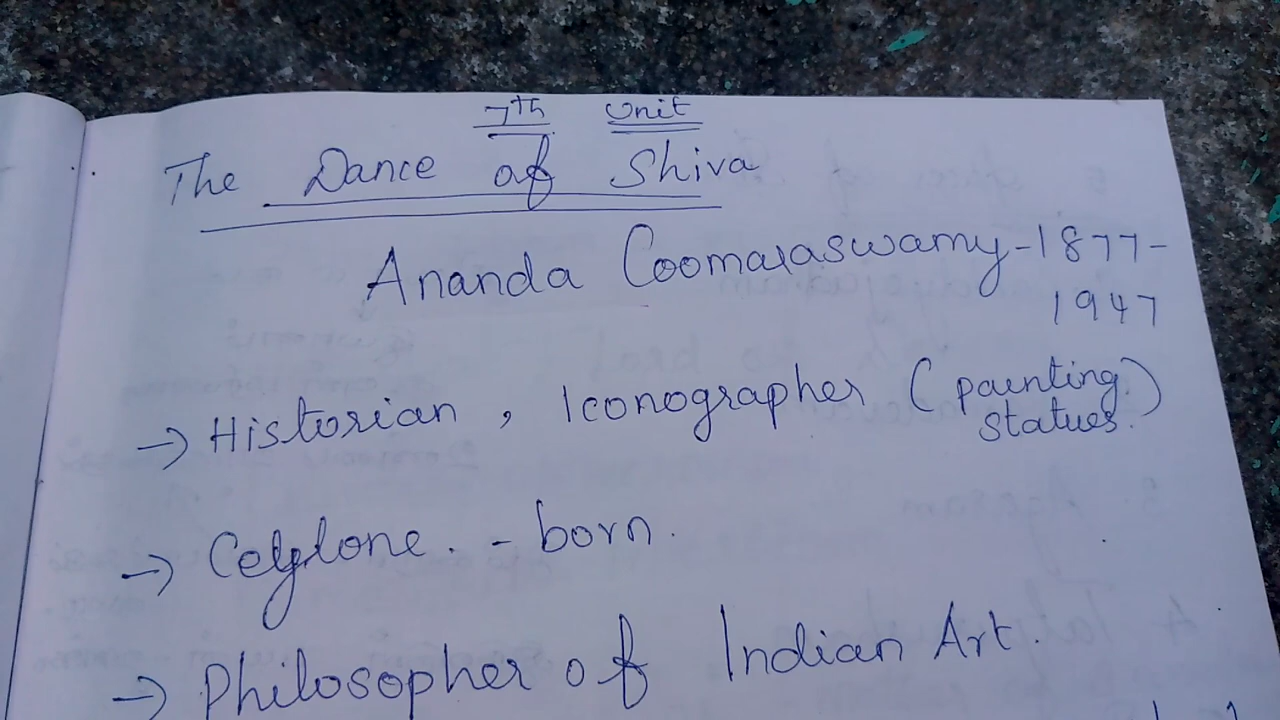 7th Unit
The Dance of Shiva
Ananda Coomaraswamy - 1877 -
1947
→ Historian, Iconographer (painting
statues.)
→ Ceylone. - born.
→ Philosopher of Indian Art.